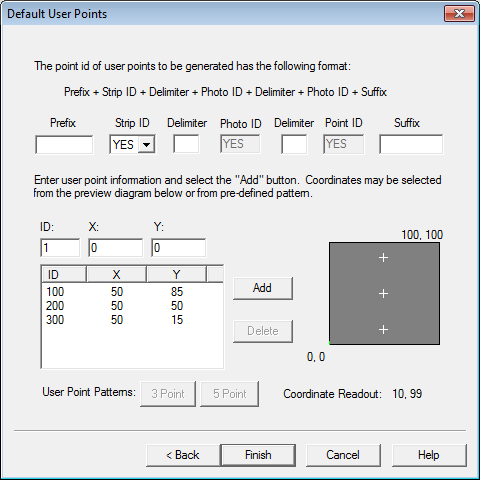 Default User Points
The point id of user points to be generated has the following format:
Prefix + Strip ID + Delimiter + Photo ID + Delimiter + Photo ID + Suffix
Prefix Strip ID Delimiter Photo ID Delimiter Point ID Suffix
YES YES YES
Enter user point information and select the "Add" button. Coordinates may be selected
from the preview diagram below or from pre-defined pattern.
ID: X: Y:
1 0 0
100, 100
ID X Y
100 50 85
200 50 50
300 50 15
Add
Delete
0, 0
User Point Patterns: 3 Point 5 Point
Coordinate Readout: 10, 99
< Back Finish Cancel Help